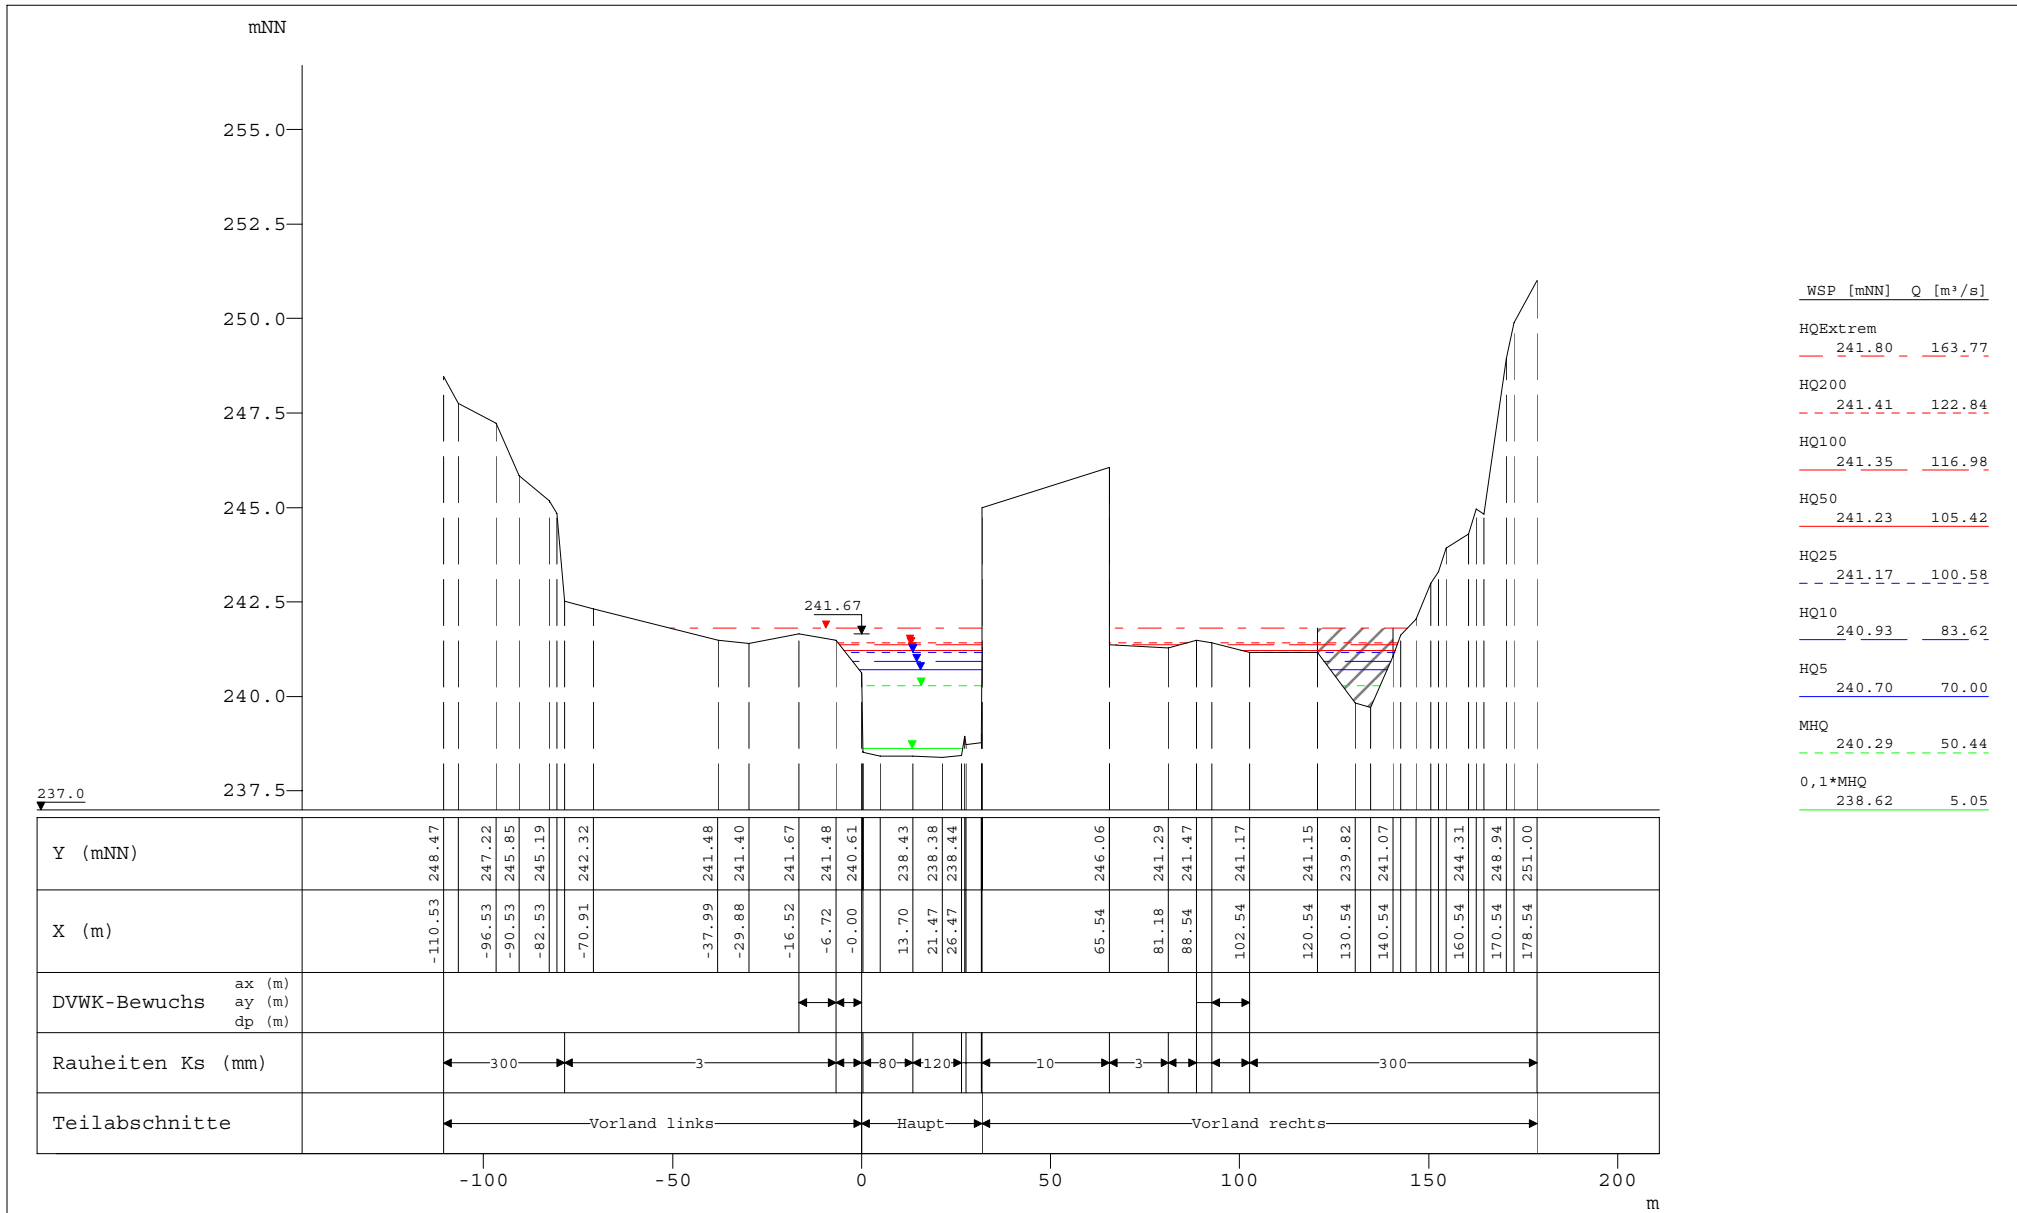 mNN
255.0
252.5
250.0
247.5
245.0
242.5
240.0
237.5
241.67
237.0
WSP [mNN] Q [m³/s]
HQExtrem
241.80 163.77
HQ200
241.41 122.84
HQ100
241.35 116.98
HQ50
241.23 105.42
HQ25
241.17 100.58
HQ10
240.93 83.62
HQ5
240.70 70.00
MHQ
240.29 50.44
0,1*MHQ
238.62 5.05
Y (mNN) 248.47 247.22 245.85 245.19 242.32 241.48 241.40 241.67 241.48 240.61 238.43 238.38 238.44 246.06 241.29 241.47 241.17 241.15 239.82 241.07 244.31 248.94 251.00
X (m) -110.53 -96.53 -90.53 -82.53 -70.91 -37.99 -29.88 -16.52 -6.72 -0.00 13.70 21.47 26.47 65.54 81.18 88.54 102.54 120.54 130.54 140.54 160.54 170.54 178.54
DVWK-Bewuchs
ax (m)
ay (m)
dp (m)
Rauheiten Ks (mm) 300 3 80 120 10 3 300
Teilabschnitte Vorland links Haupt Vorland rechts
-100 -50 0 50 100 150 200
m